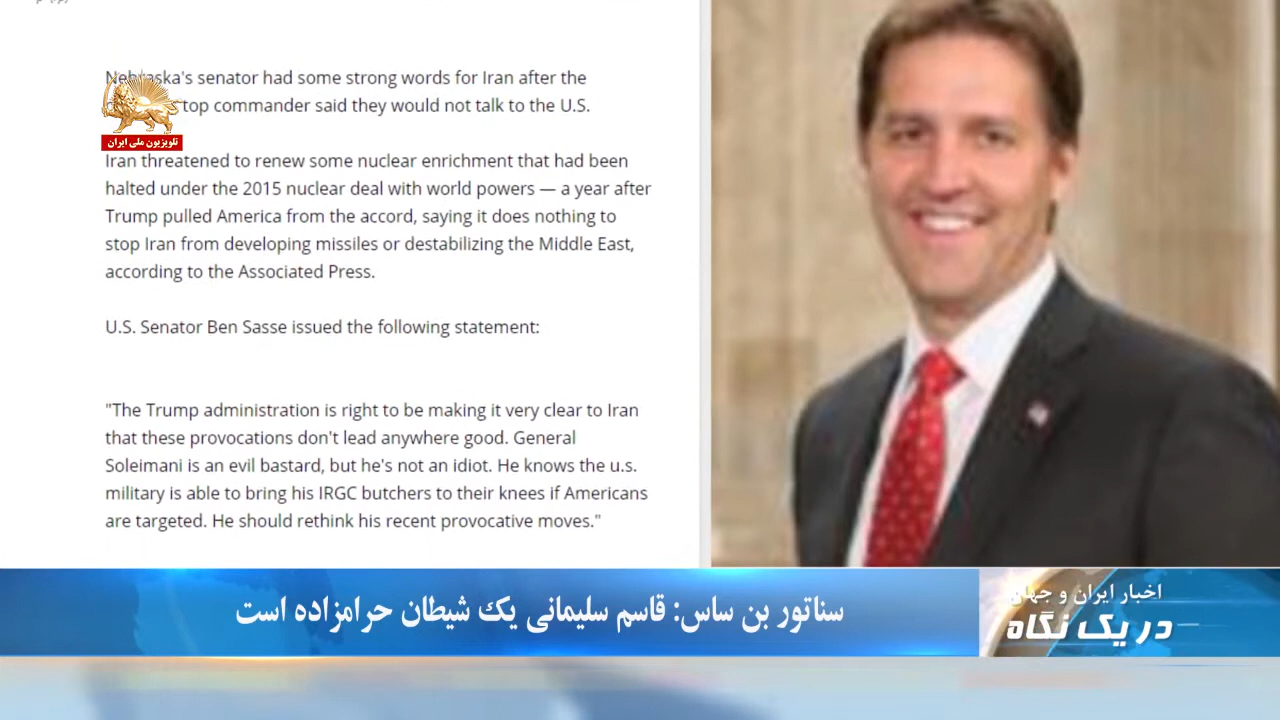 Nebraska's senator had some strong words for Iran after the
top commander said they would not talk to the U.S.
Iran threatened to renew some nuclear enrichment that had been
halted under the 2015 nuclear deal with world powers — a year after
Trump pulled America from the accord, saying it does nothing to
stop Iran from developing missiles or destabilizing the Middle East,
according to the Associated Press.
U.S. Senator Ben Sasse issued the following statement:
"The Trump administration is right to be making it very clear to Iran
that these provocations don't lead anywhere good. General
Soleimani is an evil bastard, but he's not an idiot. He knows the u.s.
military is able to bring his IRGC butchers to their knees if Americans
are targeted. He should rethink his recent provocative moves."
تلویزیون ملی ایران
اخبار ایران و جهان
در یک نگاه
سناتور بن ساس: قاسم سلیمانی یک شیطان حرامزاده است